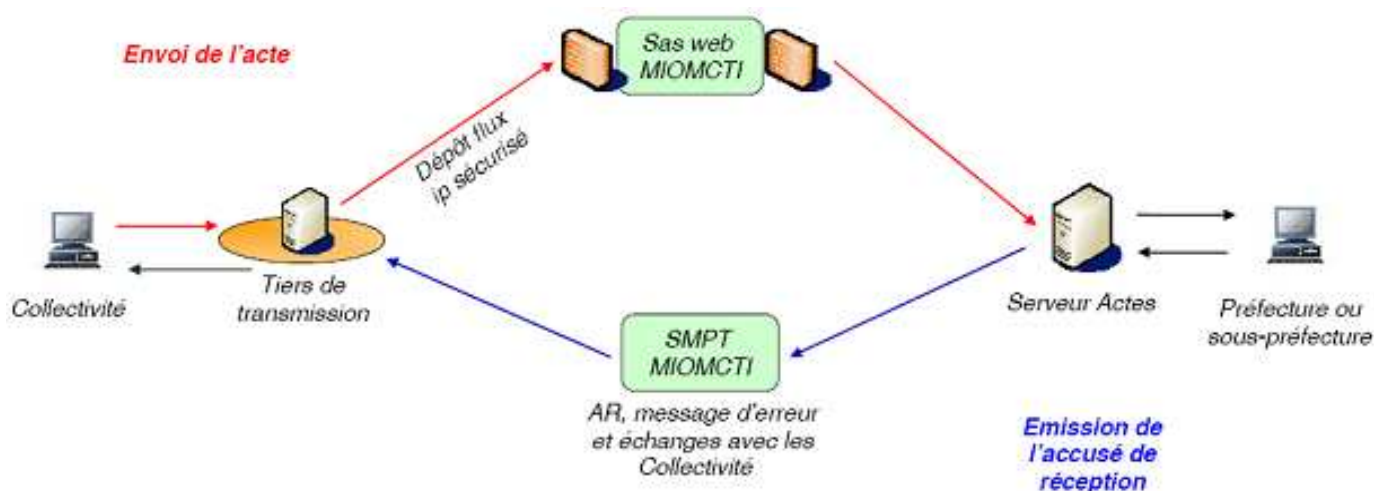 Envoi de l'acte
Sas web
MIOMCTI
Dépôt flux
ip sécurisé
Collectivité
Tiers de
transmission
Serveur Actes
Préfecture ou
sous-préfecture
SMPT
MIOMCTI
AR, message d'erreur
et échanges avec les
Collectivité
Emission de
l'accusé de
réception